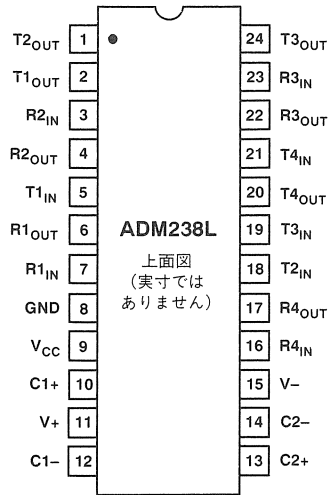 T2OUT 1 24 T3OUT
T1OUT 2 23 R3IN
R2IN 3 22 R3OUT
R2OUT 4 21 T4IN
T1IN 5 20 T4OUT
R1OUT 6 19 T3IN
R1IN 7 18 T2IN
GND 8 17 R4OUT
VCC 9 16 R4IN
C1+ 10 15 V−
V+ 11 14 C2−
C1− 12 13 C2+
ADM238L
上面図
(実寸では
ありません)